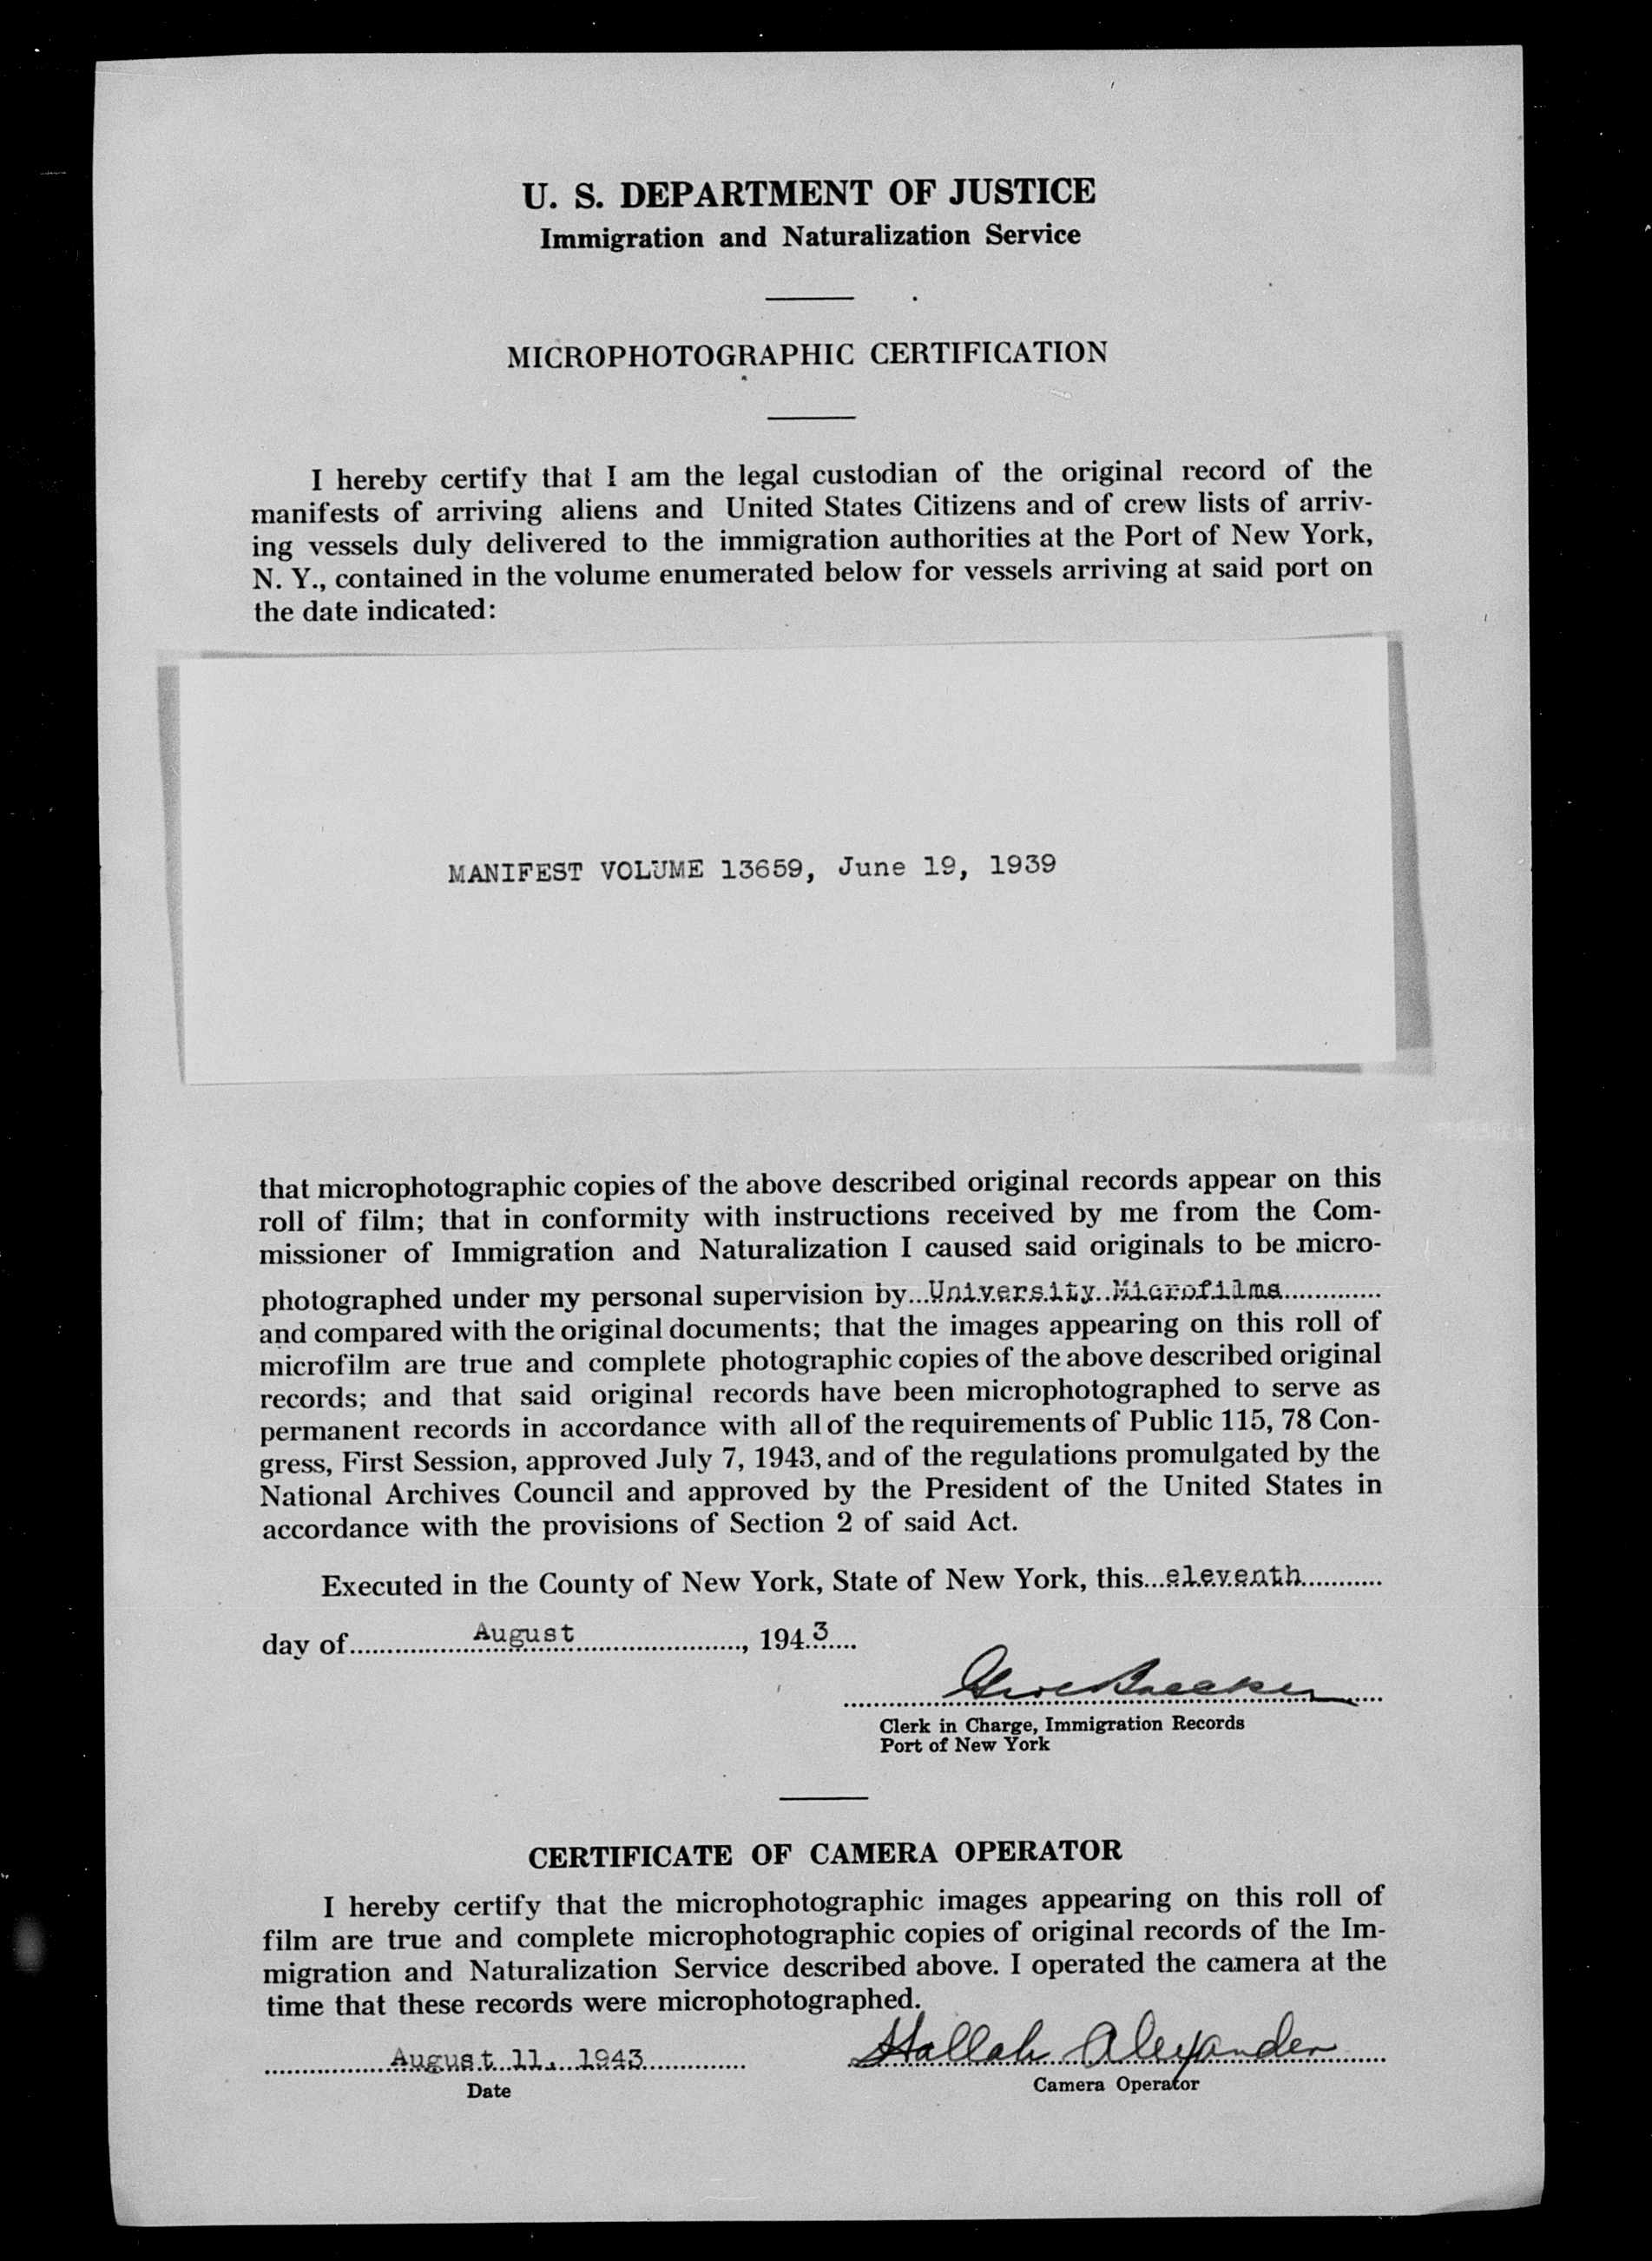 U. S. DEPARTMENT OF JUSTICE
Immigration and Naturalization Service
MICROPHOTOGRAPHIC CERTIFICATION
I hereby certify that I am the legal custodian of the original record of the
manifests of arriving aliens and United States Citizens and of crew lists of arriv-
ing vessels duly delivered to the immigration authorities at the Port of New York,
N. Y., contained in the volume enumerated below for vessels arriving at said port on
the date indicated:
MANIFEST VOLUME 13659, June 19, 1939
that microphotographic copies of the above described original records appear on this
roll of film; that in conformity with instructions received by me from the Com-
missioner of Immigration and Naturalization I caused said originals to be micro-
photographed under my personal supervision by...University Microfilms..............
and compared with the original documents; that the images appearing on this roll of
microfilm are true and complete photographic copies of the above described original
records; and that said original records have been microphotographed to serve as
permanent records in accordance with all of the requirements of Public 115, 78 Con-
gress, First Session, approved July 7, 1943, and of the regulations promulgated by the
National Archives Council and approved by the President of the United States in
accordance with the provisions of Section 2 of said Act.
Executed in the County of New York, State of New York, this...eleventh...........
day of..................August........................, 194.3....
Clerk in Charge, Immigration Records
Port of New York
CERTIFICATE OF CAMERA OPERATOR
I hereby certify that the microphotographic images appearing on this roll of
film are true and complete microphotographic copies of original records of the Im-
migration and Naturalization Service described above. I operated the camera at the
time that these records were microphotographed.
August 11, 1943 Hallah Alexander
Date Camera Operator